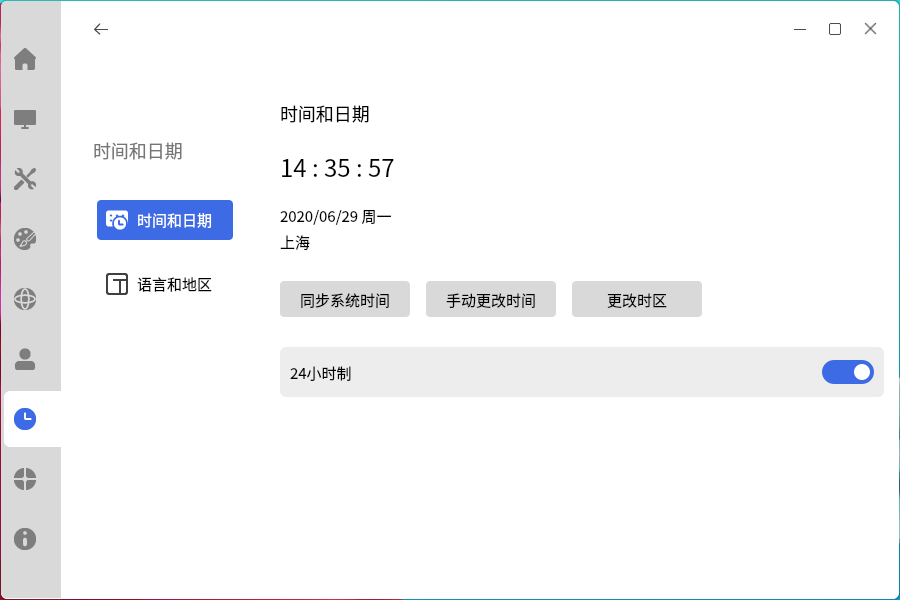 时间和日期
时间和日期
语言和地区
时间和日期
14 : 35 : 57
2020/06/29 周一
上海
同步系统时间
手动更改时间
更改时区
24小时制